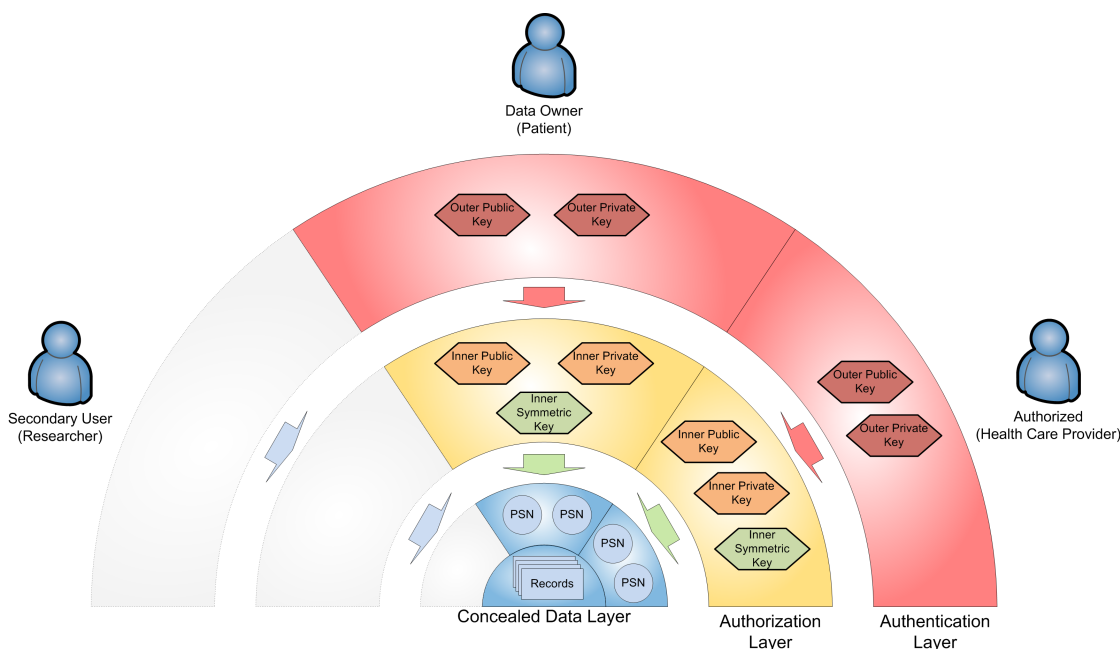 Data Owner
(Patient)
Outer Public
Key
Outer Private
Key
Secondary User
(Researcher)
Authorized
(Health Care Provider)
Inner Public
Key
Inner Private
Key
Inner
Symmetric
Key
Outer Public
Key
Outer Private
Key
Inner Public
Key
Inner Private
Key
Inner
Symmetric
Key
PSN
PSN
PSN
PSN
Records
Concealed Data Layer
Authorization
Layer
Authentication
Layer